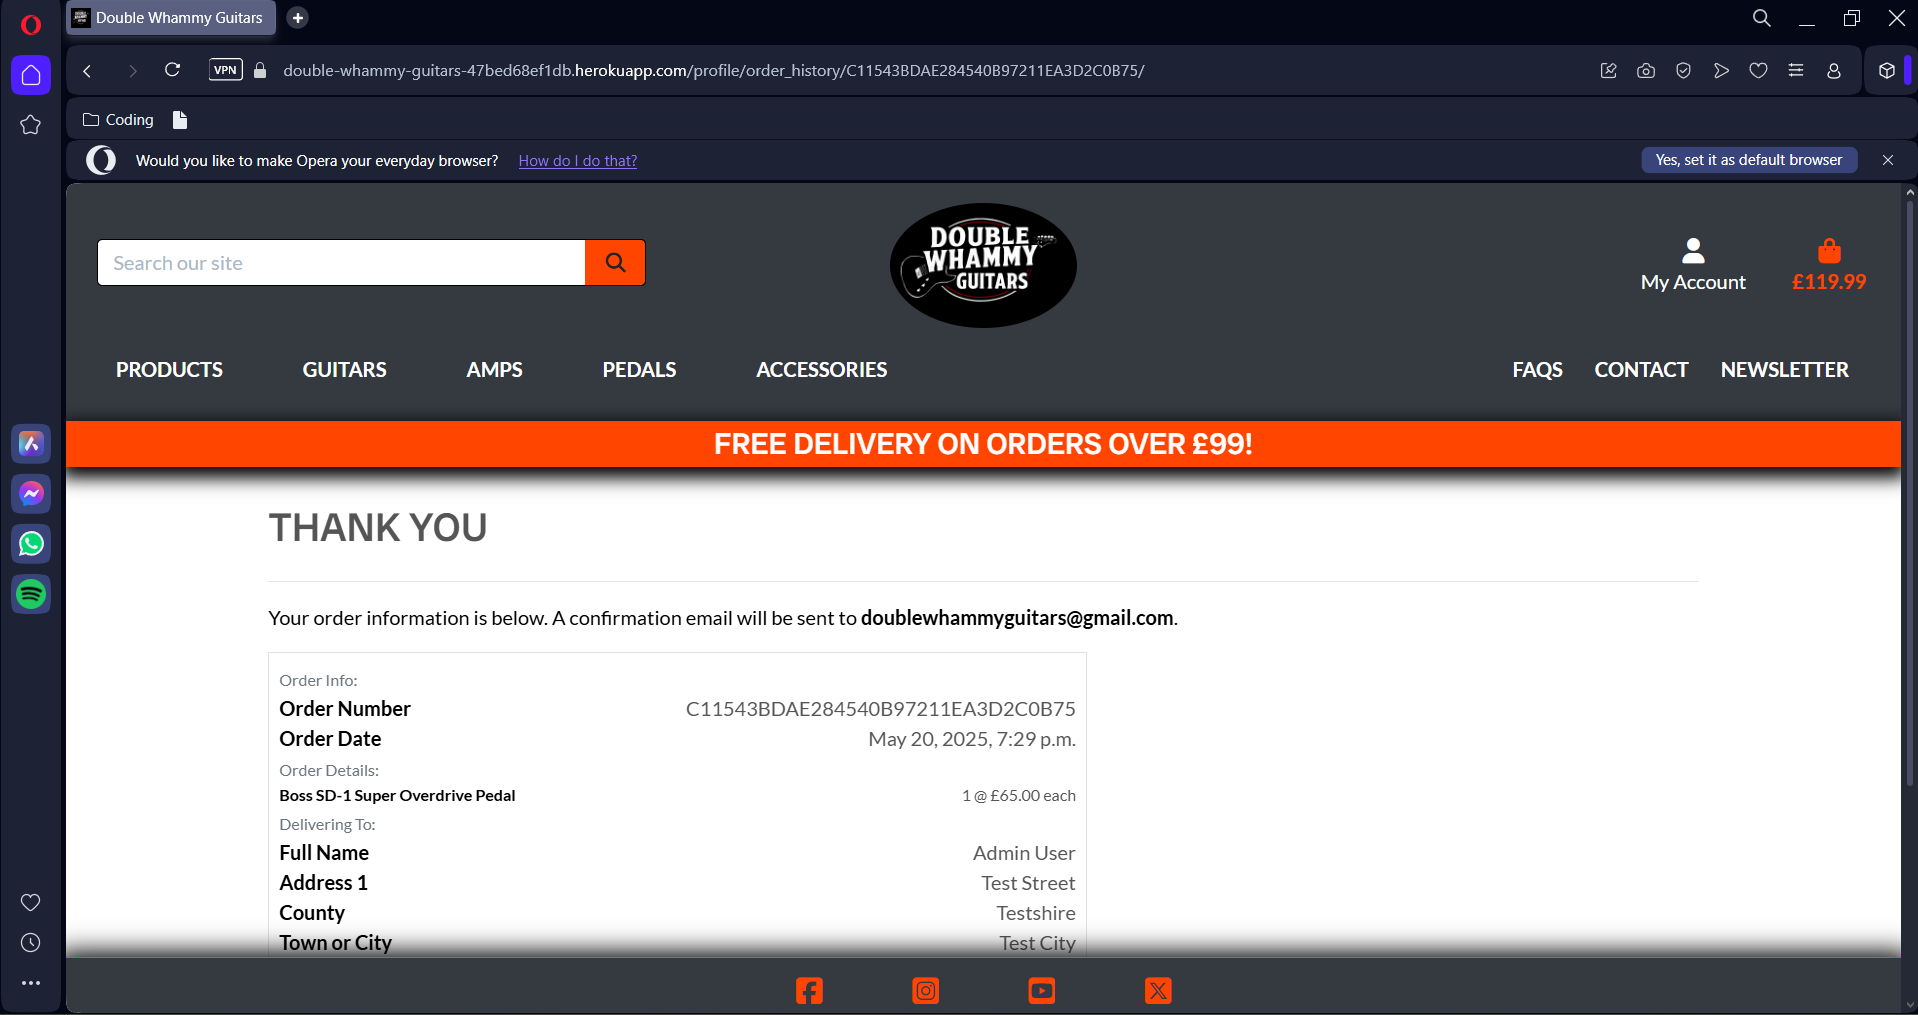 Double Whammy Guitars
VPN
double-whammy-guitars-47bed68ef1db.herokuapp.com/profile/order_history/C11543BDAE284540B97211EA3D2C0B75/
Coding
Would you like to make Opera your everyday browser? How do I do that? Yes, set it as default browser
Search our site
DOUBLE
WHAMMY
GUITARS
My Account
£119.99
PRODUCTS GUITARS AMPS PEDALS ACCESSORIES FAQS CONTACT NEWSLETTER
FREE DELIVERY ON ORDERS OVER £99!
THANK YOU
Your order information is below. A confirmation email will be sent to doublewhammyguitars@gmail.com.
Order Info:
Order Number C11543BDAE284540B97211EA3D2C0B75
Order Date May 20, 2025, 7:29 p.m.
Order Details:
Boss SD-1 Super Overdrive Pedal 1 @ £65.00 each
Delivering To:
Full Name Admin User
Address 1 Test Street
County Testshire
Town or City Test City